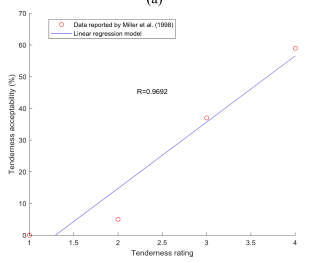 (a)
70
Data reported by Miller et al. (1998)
Linear regression model
60
50
R=0.9692
40
30
20
10
0
Tenderness acceptability (%)
1 1.5 2 2.5 3 3.5 4
Tenderness rating